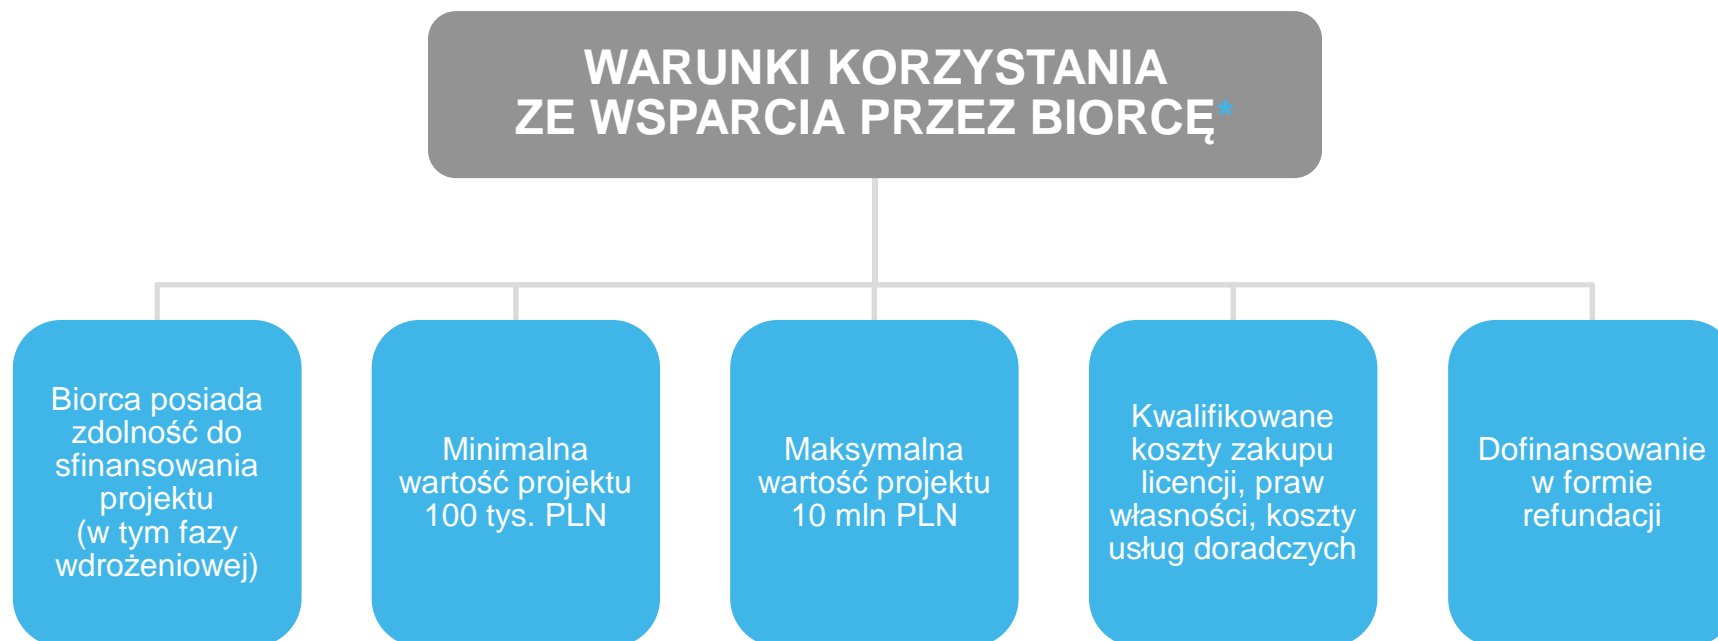 WARUNKI KORZYSTANIA
ZE WSPARCIA PRZEZ BIORCĘ*
Biorca posiada
zdolność do
sfinansowania
projektu
(w tym fazy
wdrożeniowej)
Minimalna
wartość projektu
100 tys. PLN
Maksymalna
wartość projektu
10 mln PLN
Kwalifikowane
koszty zakupu
licencji, praw
własności, koszty
usług doradczych
Dofinansowanie
w formie
refundacji